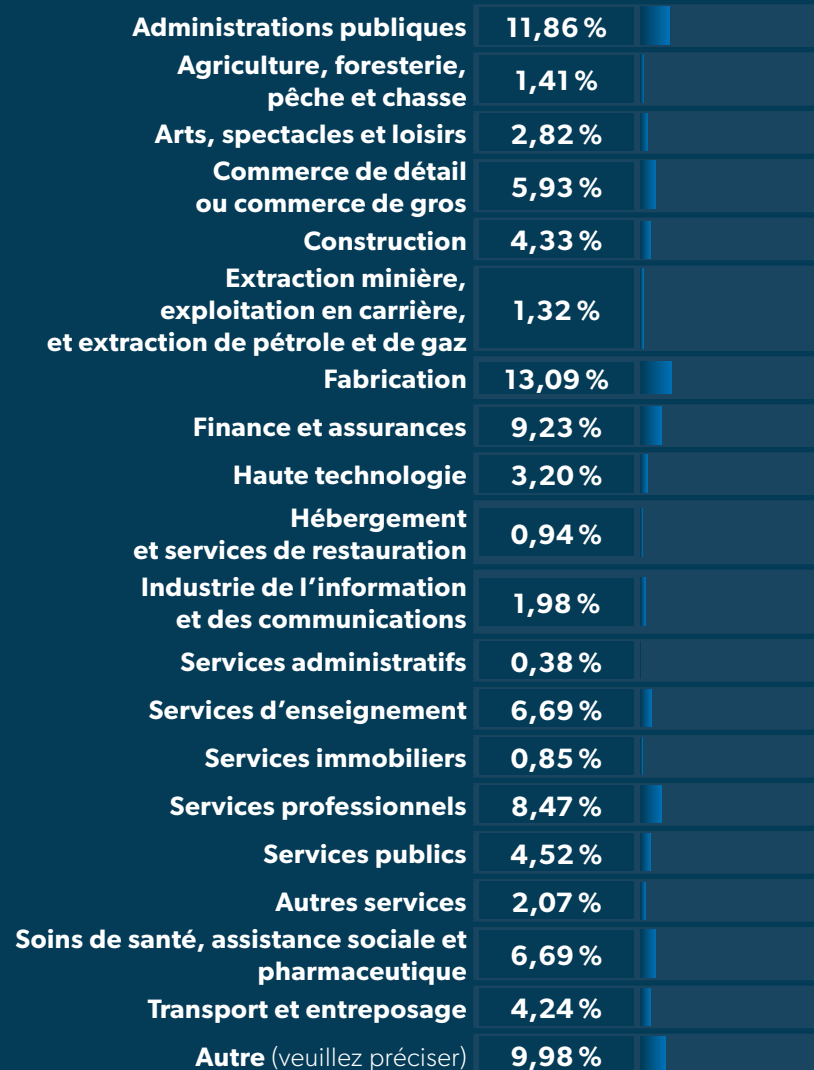 Administrations publiques 11,86 %
Agriculture, foresterie,
pêche et chasse 1,41 %
Arts, spectacles et loisirs 2,82 %
Commerce de détail
ou commerce de gros 5,93 %
Construction 4,33 %
Extraction minière,
exploitation en carrière, 1,32 %
et extraction de pétrole et de gaz
Fabrication 13,09 %
Finance et assurances 9,23 %
Haute technologie 3,20 %
Hébergement
et services de restauration 0,94 %
Industrie de l’information
et des communications 1,98 %
Services administratifs 0,38 %
Services d’enseignement 6,69 %
Services immobiliers 0,85 %
Services professionnels 8,47 %
Services publics 4,52 %
Autres services 2,07 %
Soins de santé, assistance sociale et
pharmaceutique 6,69 %
Transport et entreposage 4,24 %
Autre (veuillez préciser) 9,98 %